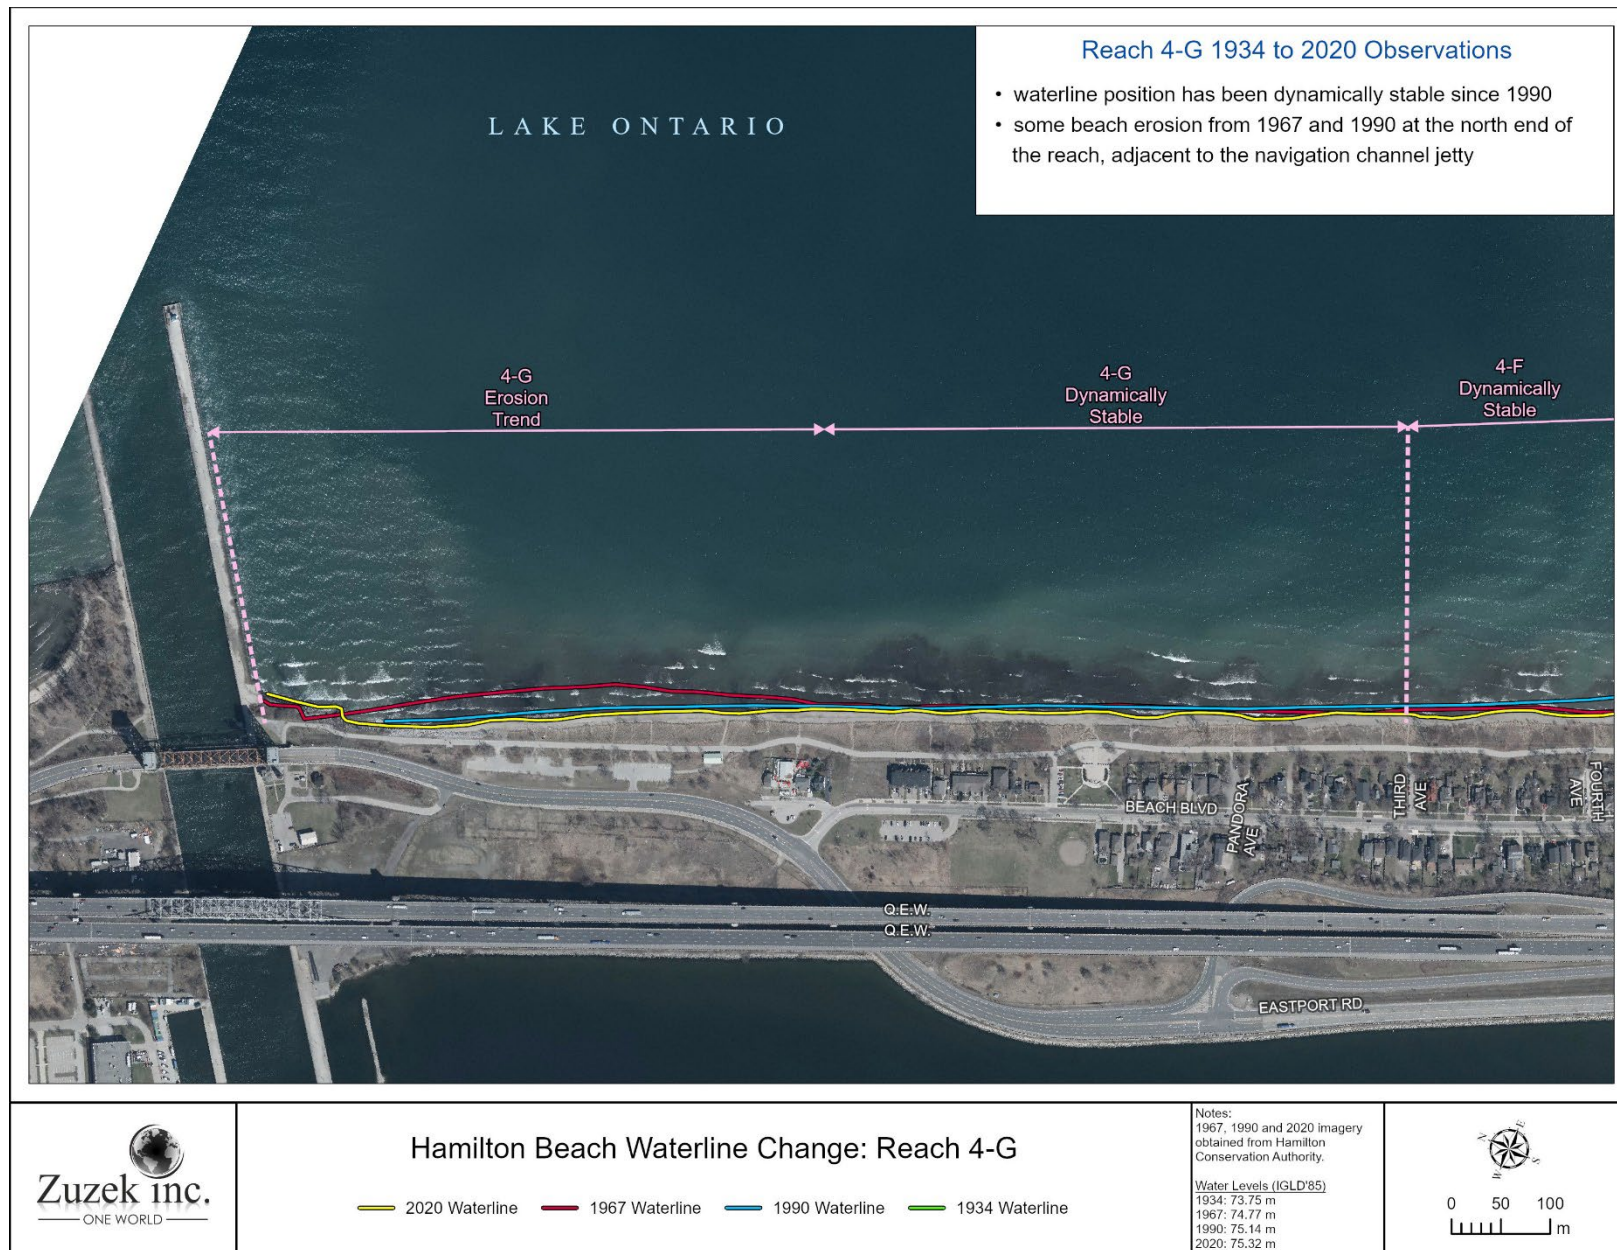 Reach 4-G 1934 to 2020 Observations
• waterline position has been dynamically stable since 1990
• some beach erosion from 1967 and 1990 at the north end of
the reach, adjacent to the navigation channel jetty
LAKE ONTARIO
4-G
Erosion
Trend
4-G
Dynamically
Stable
4-F
Dynamically
Stable
BEACH BLVD
PANDORA
AVE
THIRD
AVE
FOURTH
AVE
Q.E.W.
Q.E.W.
EASTPORT RD
Zuzek inc.
ONE WORLD
Hamilton Beach Waterline Change: Reach 4-G
2020 Waterline
1967 Waterline
1990 Waterline
1934 Waterline
Notes:
1967, 1990 and 2020 imagery
obtained from Hamilton
Conservation Authority.
Water Levels (IGLD'85)
1934: 73.75 m
1967: 74.77 m
1990: 75.14 m
2020: 75.32 m
N
E
W
S
0 50 100
m